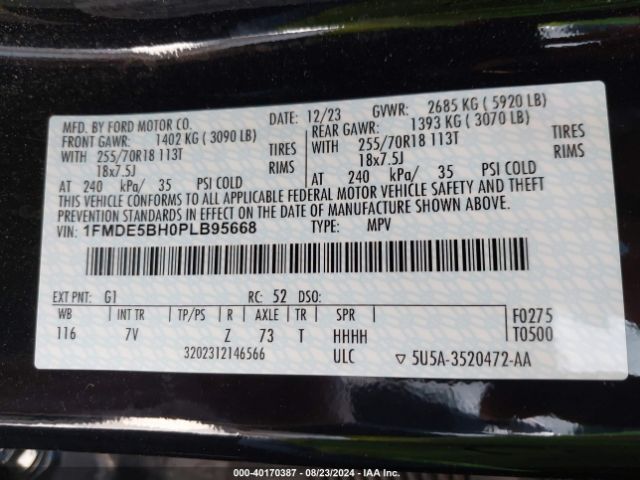 MFD. BY FORD MOTOR CO.
DATE: 12/23 GVWR: 2685 KG ( 5920 LB)
FRONT GAWR: 1402 KG ( 3090 LB)
REAR GAWR: 1393 KG ( 3070 LB)
WITH 255/70R18 113T TIRES
WITH 255/70R18 113T TIRES
18x7.5J RIMS
18x7.5J RIMS
AT 240 kPa/ 35 PSI COLD
AT 240 kPa/ 35 PSI COLD
THIS VEHICLE CONFORMS TO ALL APPLICABLE FEDERAL MOTOR VEHICLE SAFETY AND THEFT
PREVENTION STANDARDS IN EFFECT ON THE DATE OF MANUFACTURE SHOWN ABOVE.
VIN: 1FMDE5BH0PLB95668 TYPE: MPV
EXT PNT: G1 RC: 52 DSO:
WB INT TR TP/PS R AXLE TR SPR
116 7V Z 73 T HHHH
F0275
T0500
3202312146566 ULC ▽ 5U5A-3520472-AA
© COPYRIGHT - 40170387 - 08/23/2024 - IAA Inc.